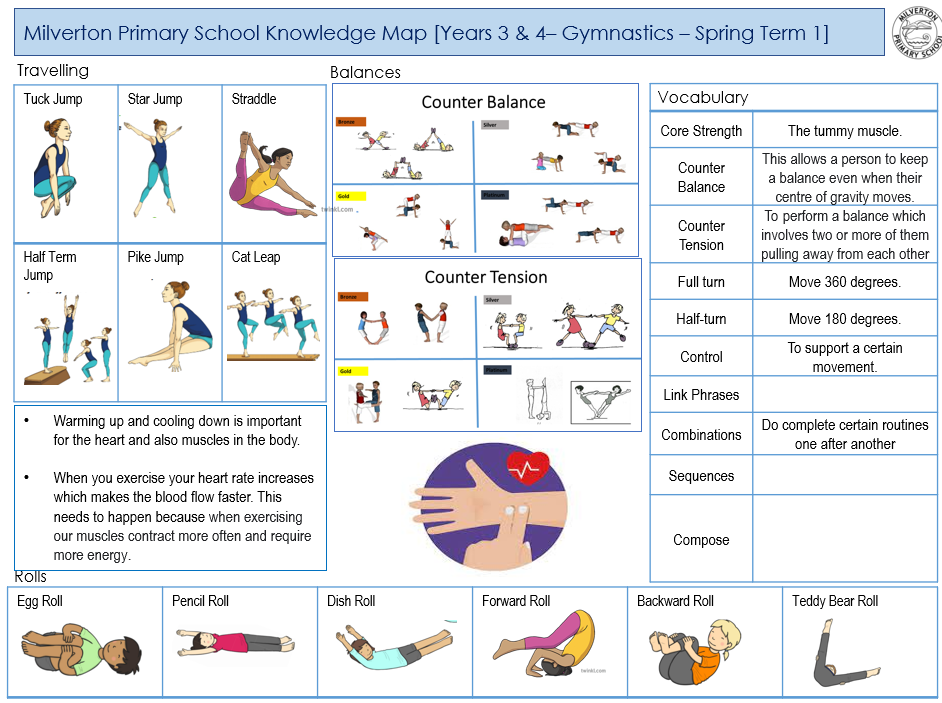 Milverton Primary School Knowledge Map [Years 3 & 4– Gymnastics – Spring Term 1]
MILVERTON
PRIMARY SCHOOL
Travelling
Tuck Jump
Star Jump
Straddle
twinkl.com
Half Term
Jump
Pike Jump
Cat Leap
• Warming up and cooling down is important
for the heart and also muscles in the body.
• When you exercise your heart rate increases
which makes the blood flow faster. This
needs to happen because when exercising
our muscles contract more often and require
more energy.
Balances
Counter Balance
Bronze
Silver
Gold
Platinum
Counter Tension
Bronze
Silver
Gold
Platinum
Vocabulary
Core Strength
The tummy muscle.
Counter
Balance
This allows a person to keep
a balance even when their
centre of gravity moves.
Counter
Tension
To perform a balance which
involves two or more of them
pulling away from each other
Full turn
Move 360 degrees.
Half-turn
Move 180 degrees.
Control
To support a certain
movement.
Link Phrases
Combinations
Do complete certain routines
one after another
Sequences
Compose
Rolls
Egg Roll
Pencil Roll
Dish Roll
Forward Roll
twinkl.com
Backward Roll
Teddy Bear Roll